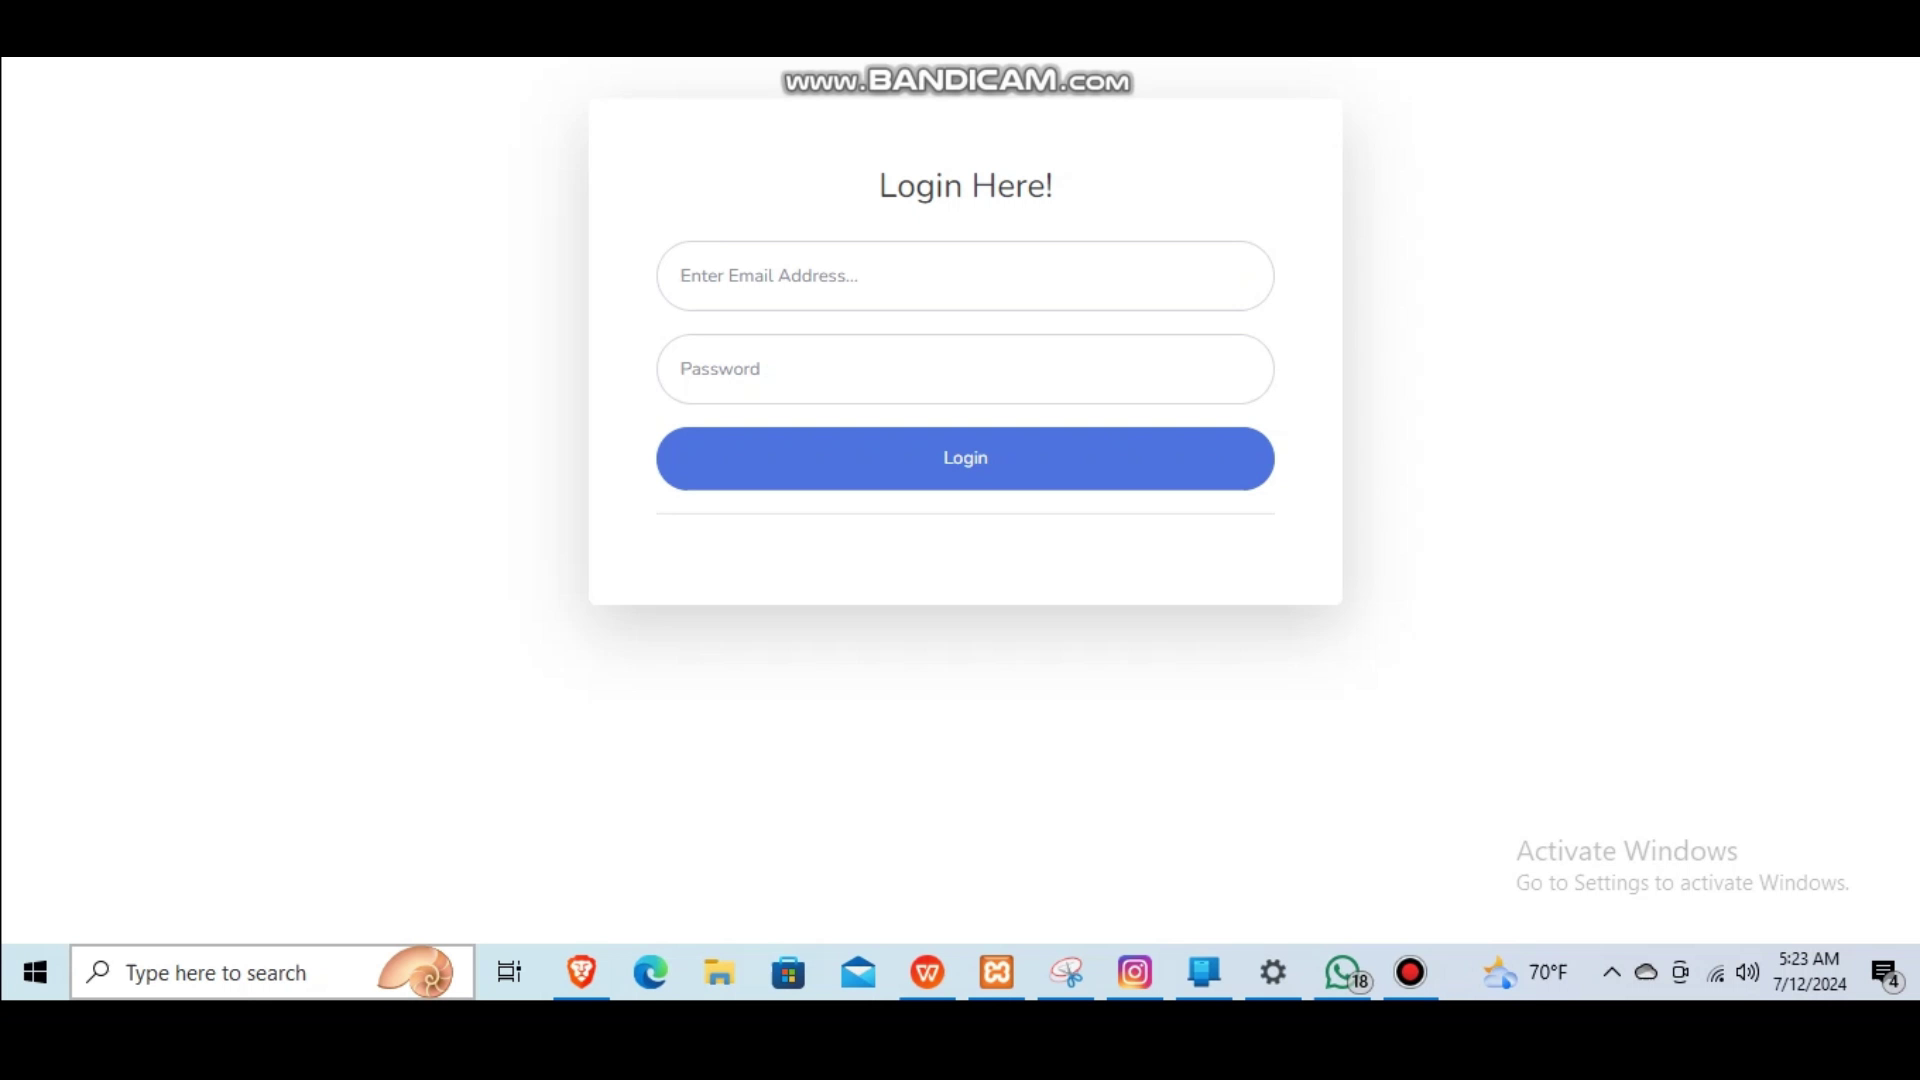 www.BANDICAM.com
Login Here!
Enter Email Address...
Password
Login
Activate Windows
Go to Settings to activate Windows.
Type here to search
18
70°F
5:23 AM
7/12/2024
4